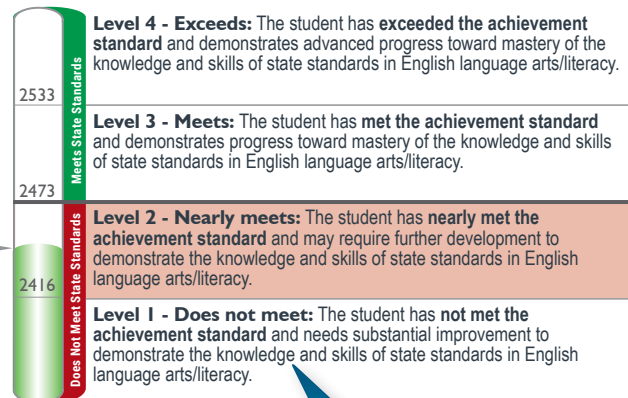 Level 4 - Exceeds: The student has exceeded the achievement
standard and demonstrates advanced progress toward mastery of the
knowledge and skills of state standards in English language arts/literacy.
2533
Meets State Standards
Level 3 - Meets: The student has met the achievement standard
and demonstrates progress toward mastery of the knowledge and skills
of state standards in English language arts/literacy.
2473
Level 2 - Nearly meets: The student has nearly met the
achievement standard and may require further development to
demonstrate the knowledge and skills of state standards in English
language arts/literacy.
2416
Does Not Meet State Standards
Level 1 - Does not meet: The student has not met the
achievement standard and needs substantial improvement to
demonstrate the knowledge and skills of state standards in English
language arts/literacy.